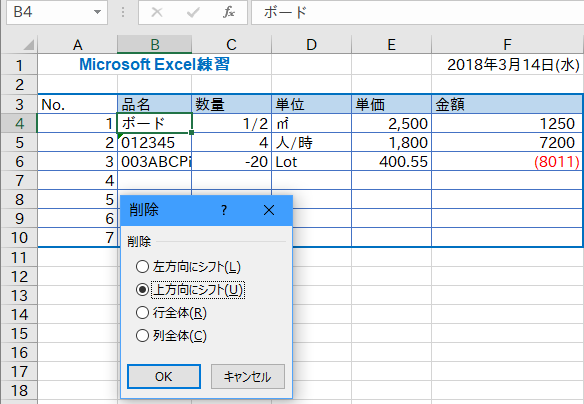 B4 fx ボード
A B C D E F
1 Microsoft Excel練習 2018年3月14日(水)
2
3 No. 品名 数量 単位 単価 金額
4 1 ボード 1/2 ㎡ 2,500 1250
5 2 012345 4 人/時 1,800 7200
6 3 003ABCPi -20 Lot 400.55 (8011)
7 4
8 5
9 6
10 7
11
12
13
14
15
16
17
18
削除 ?
削除
左方向にシフト(L)
上方向にシフト(U)
行全体(R)
列全体(C)
OK キャンセル